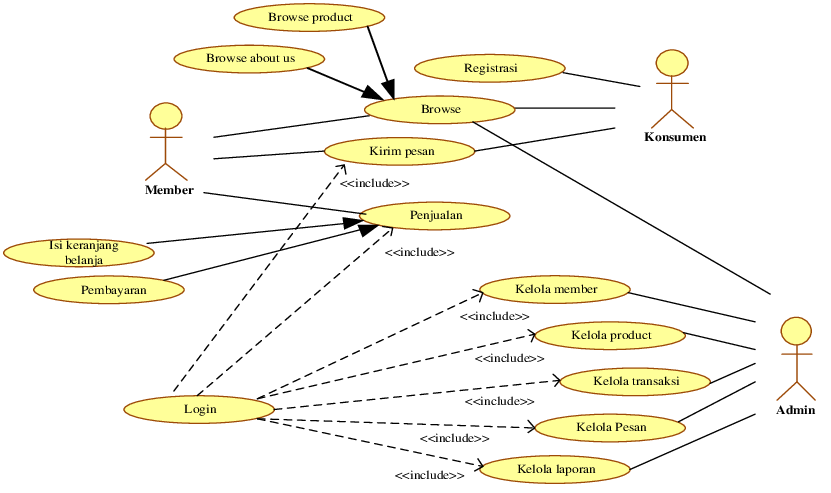 Browse product
Browse about us
Registrasi
Browse
Konsumen
Kirim pesan
Member
<<include>>
Penjualan
Isi keranjang
belanja
<<include>>
Pembayaran
Kelola member
<<include>>
Kelola product
<<include>>
Kelola transaksi
<<include>>
Login
Admin
Kelola Pesan
<<include>>
Kelola laporan
<<include>>